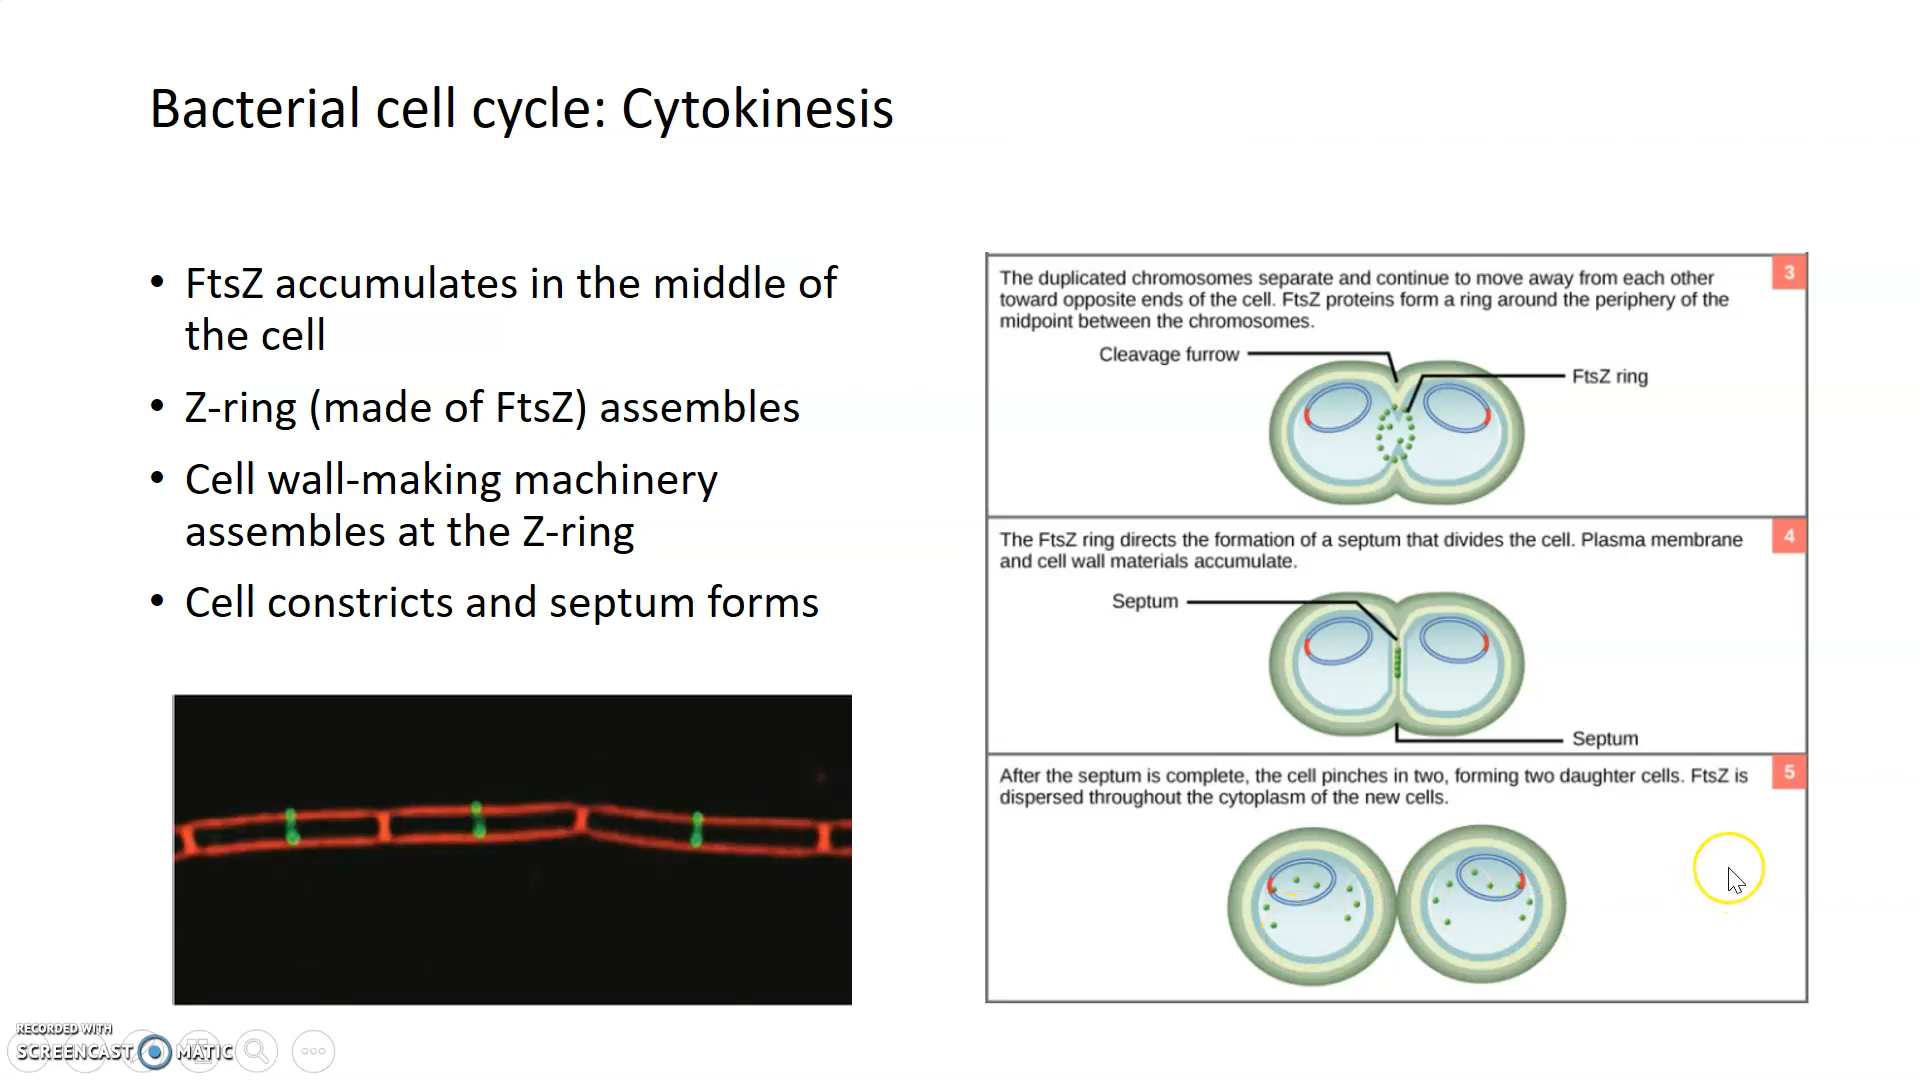 Bacterial cell cycle: Cytokinesis
• FtsZ accumulates in the middle of
the cell
• Z-ring (made of FtsZ) assembles
• Cell wall-making machinery
assembles at the Z-ring
• Cell constricts and septum forms
The duplicated chromosomes separate and continue to move away from each other
toward opposite ends of the cell. FtsZ proteins form a ring around the periphery of the
midpoint between the chromosomes.
3
Cleavage furrow
FtsZ ring
The FtsZ ring directs the formation of a septum that divides the cell. Plasma membrane
and cell wall materials accumulate.
4
Septum
Septum
After the septum is complete, the cell pinches in two, forming two daughter cells. FtsZ is
dispersed throughout the cytoplasm of the new cells.
5
RECORDED WITH
SCREENCAST MATIC